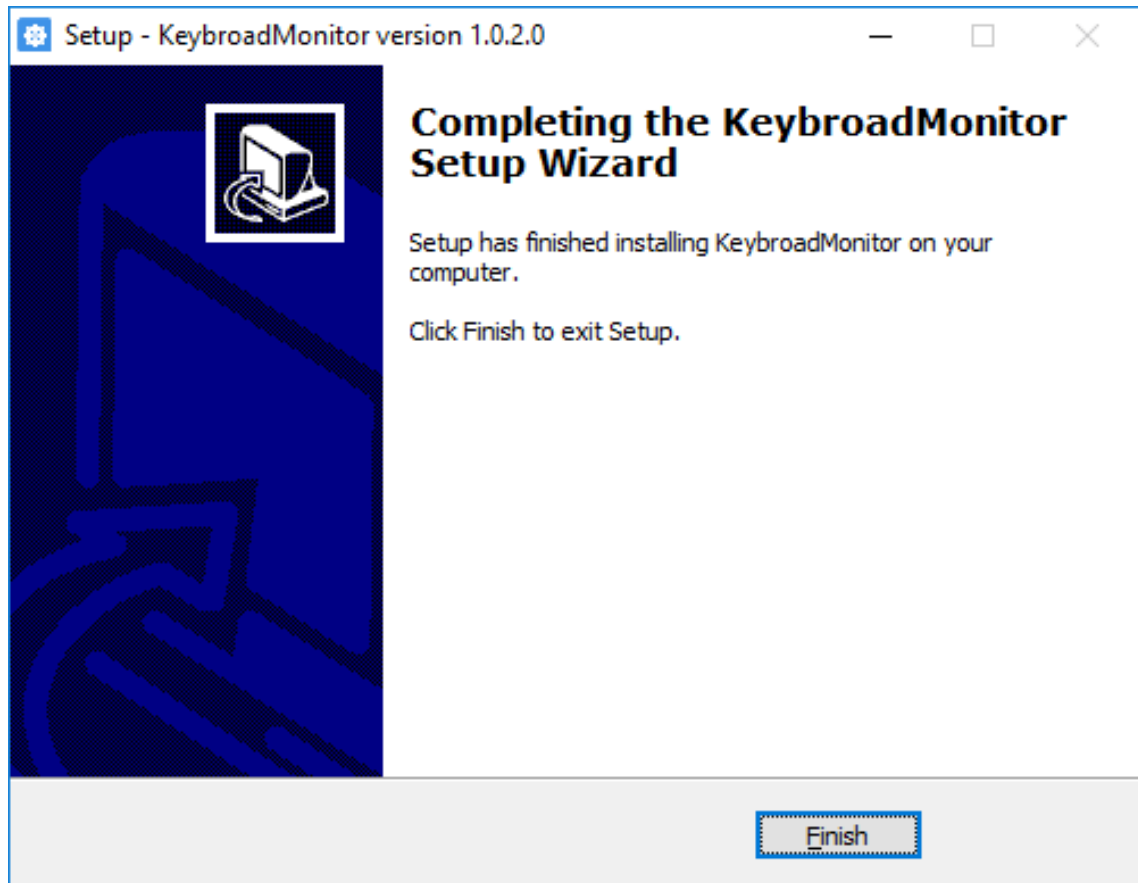 Setup - KeybroadMonitor version 1.0.2.0
Completing the KeybroadMonitor
Setup Wizard
Setup has finished installing KeybroadMonitor on your
computer.
Click Finish to exit Setup.
Finish